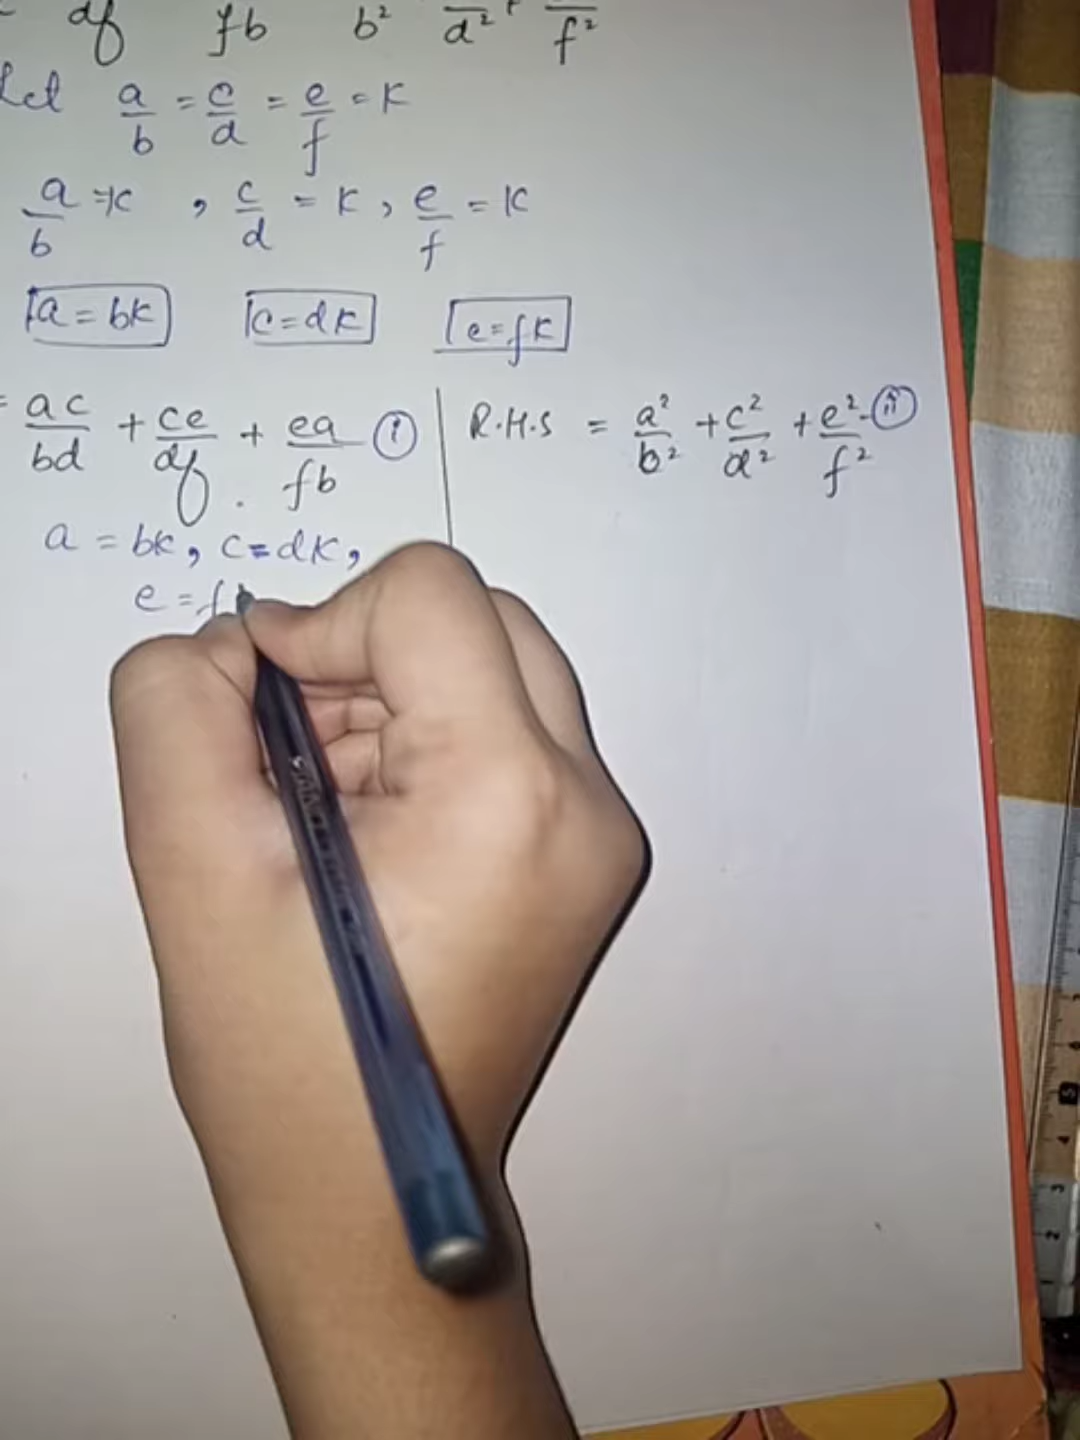 df fb b² d² f²
Let a/b = c/d = e/f = K
a/b = K , c/d = K , e/f = K
a = bK c = dK e = fK
= ac/bd + ce/df + ea/fb (i) R.H.S = a²/b² + c²/d² + e²/f² - (ii)
a = bK, c = dK,
e = f